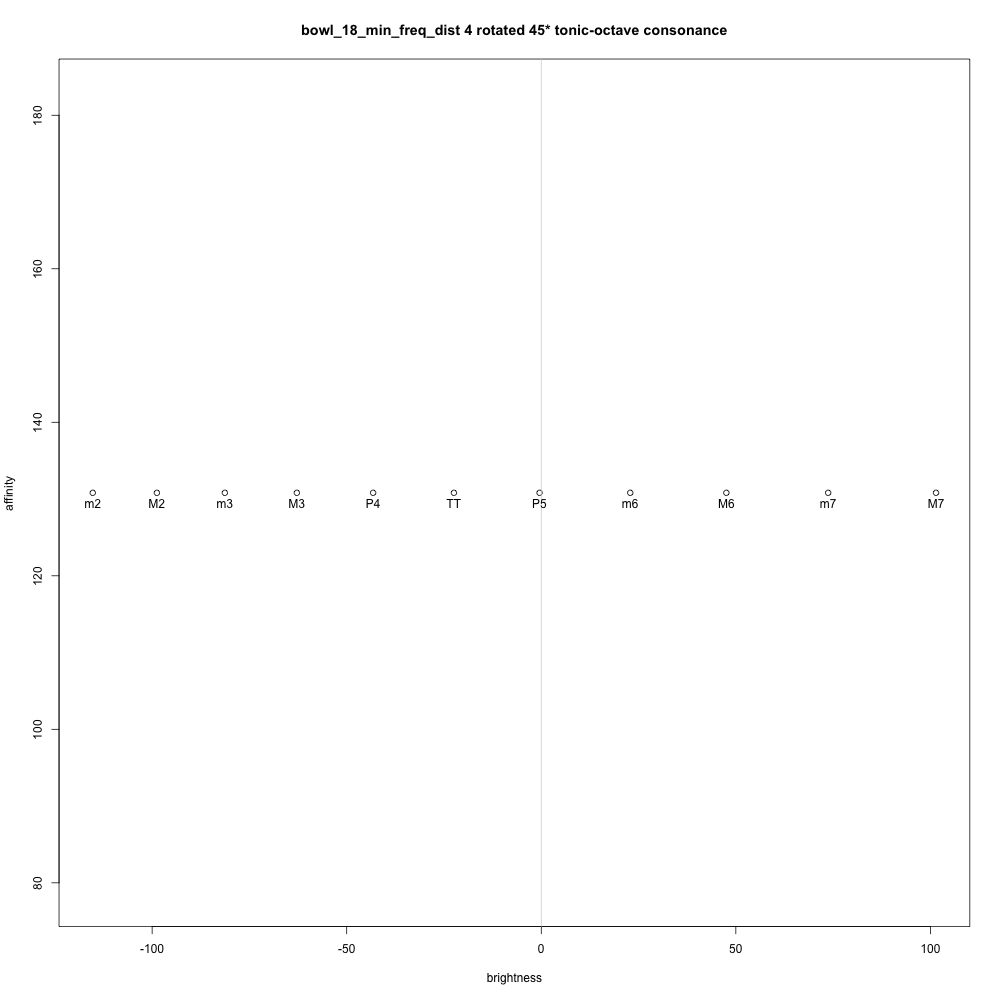 bowl_18_min_freq_dist 4 rotated 45* tonic-octave consonance
180
160
140
120
100
80
affinity
m2 M2 m3 M3 P4 TT P5 m6 M6 m7 M7
-100 -50 0 50 100
brightness